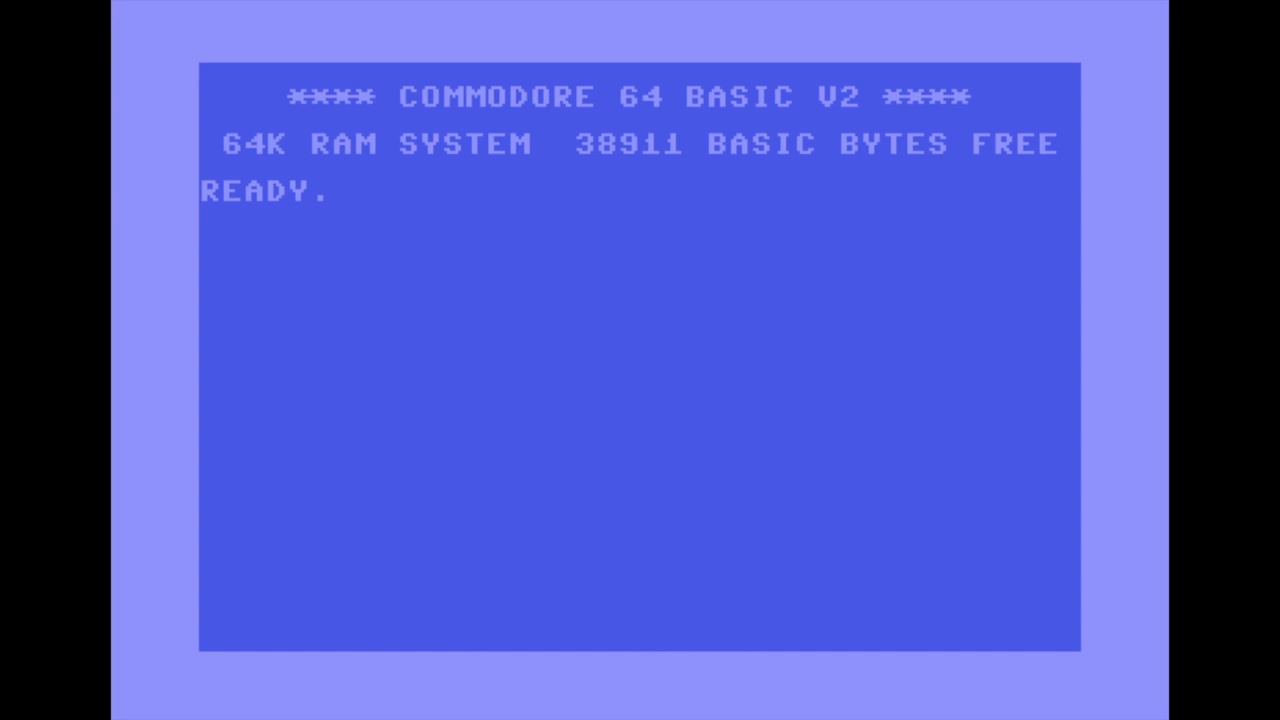 **** COMMODORE 64 BASIC V2 ****
64K RAM SYSTEM  38911 BASIC BYTES FREE
READY.